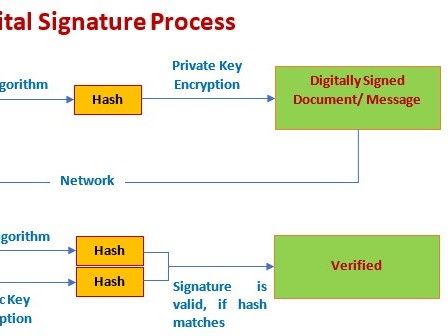 ital Signature Process
gorithm
Hash
Private Key
Encryption
Digitally Signed
Document/ Message
Network
gorithm
Hash
Hash
c Key
ption
Signature is
valid, if hash
matches
Verified